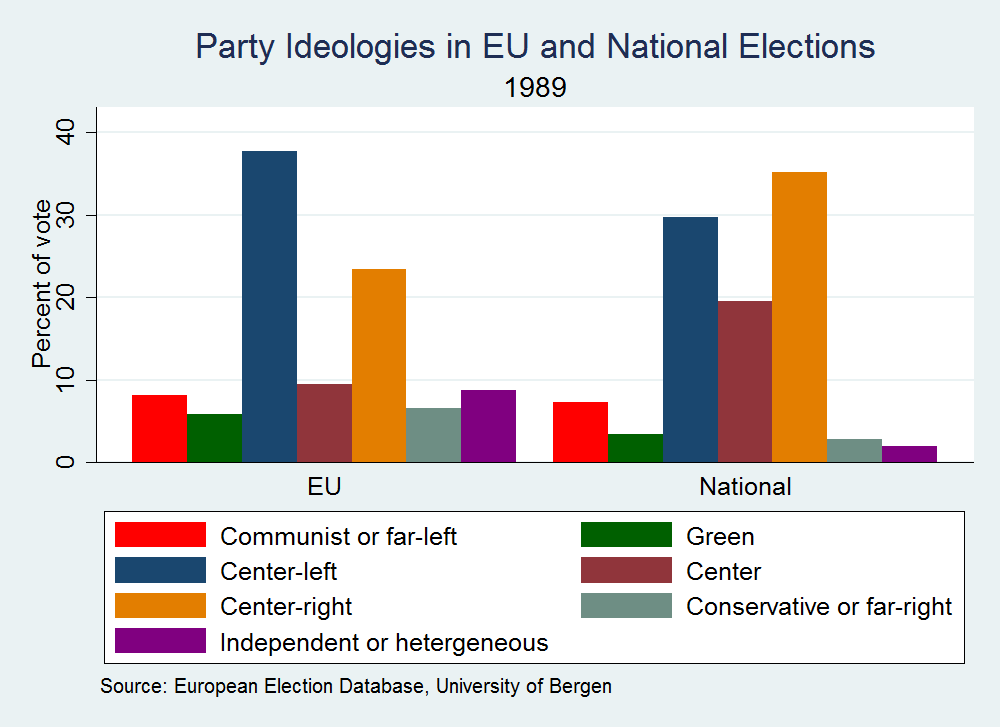 Party Ideologies in EU and National Elections
1989
Percent of vote
40
30
20
10
0
EU
National
Communist or far-left
Green
Center-left
Center
Center-right
Conservative or far-right
Independent or hetergeneous
Source: European Election Database, University of Bergen